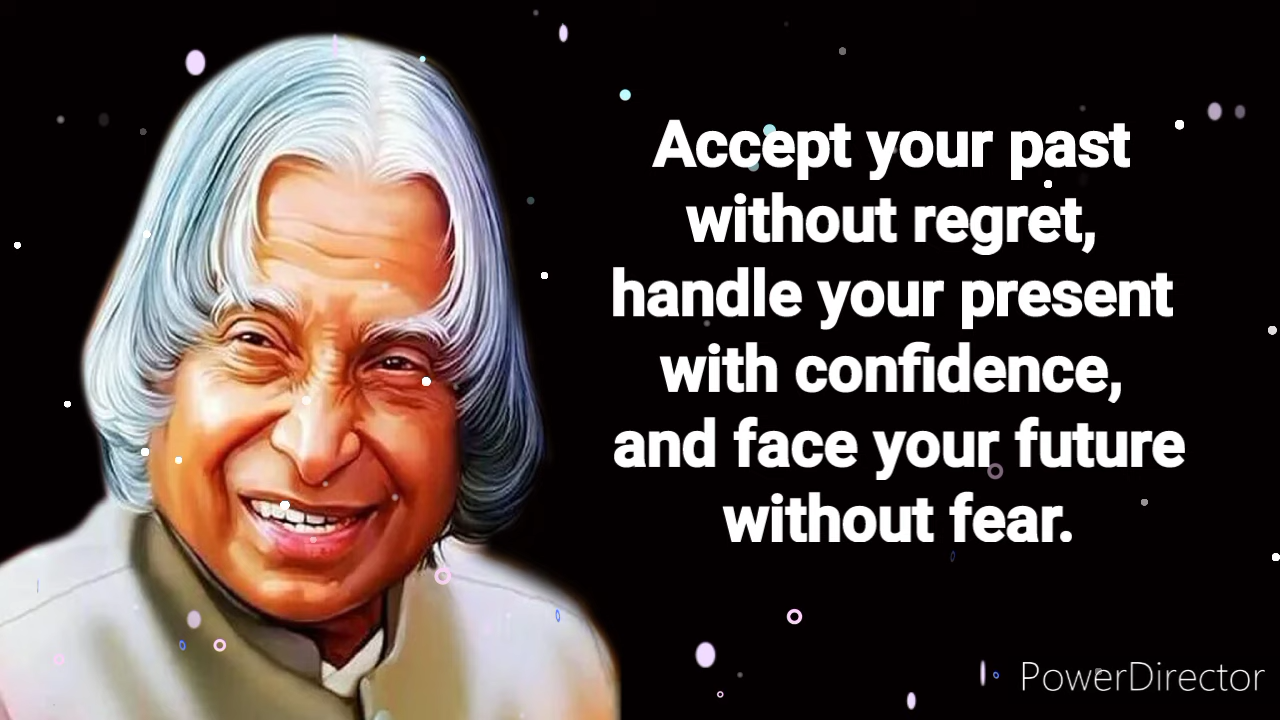 Accept your past
without regret,
handle your present
with confidence,
and face your future
without fear.
PowerDirector